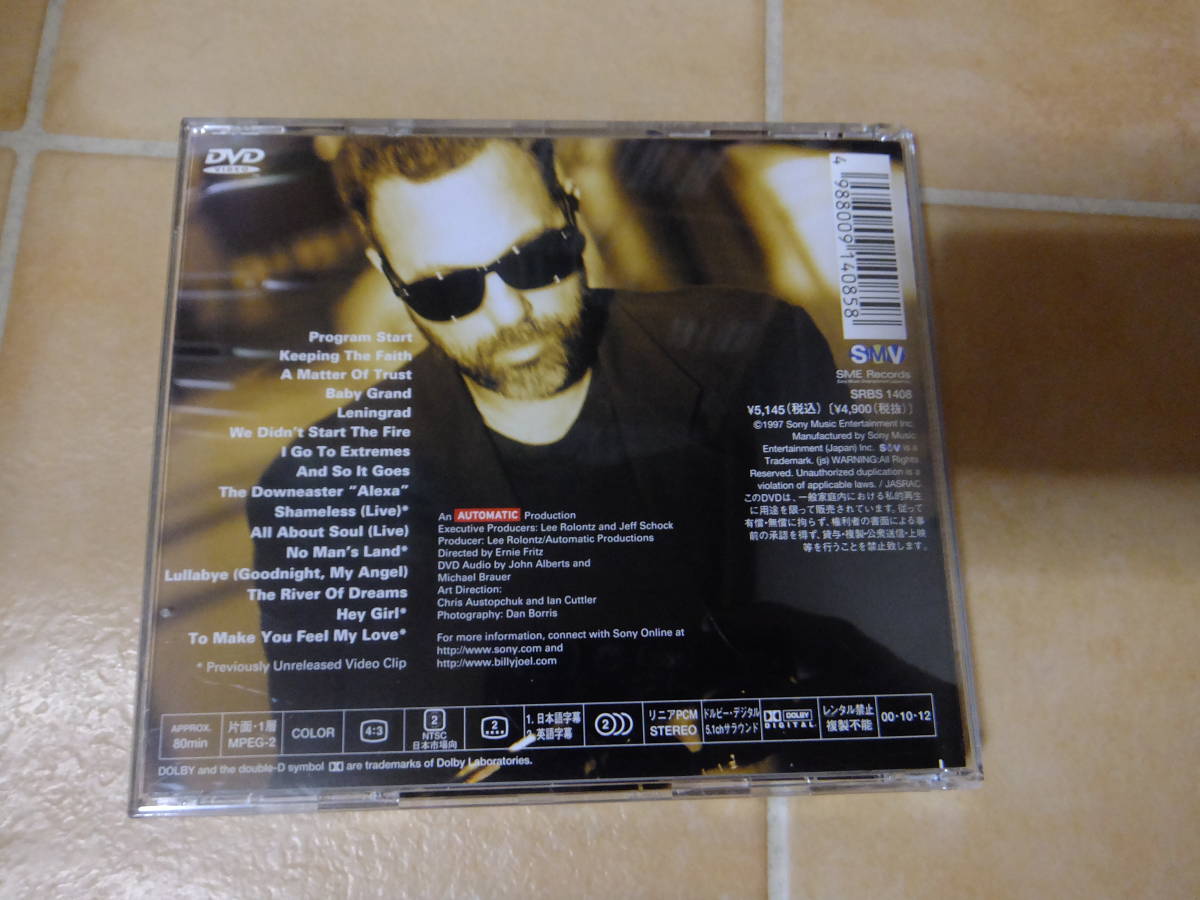 DVD
VIDEO
Program Start
Keeping The Faith
A Matter Of Trust
Baby Grand
Leningrad
We Didn't Start The Fire
I Go To Extremes
And So It Goes
The Downeaster "Alexa"
Shameless (Live)*
All About Soul (Live)
No Man's Land*
Lullabye (Goodnight, My Angel)
The River Of Dreams
Hey Girl*
To Make You Feel My Love*
* Previously Unreleased Video Clip
An AUTOMATIC Production
Executive Producers: Lee Rolontz and Jeff Schock
Producer: Lee Rolontz/Automatic Productions
Directed by Ernie Fritz
DVD Audio by John Alberts and
Michael Brauer
Art Direction:
Chris Austopchuk and Ian Cuttler
Photography: Dan Borris
For more information, connect with Sony Online at
http://www.sony.com and
http://www.billyjoel.com
4 988009 140858
SMV
SME Records
SRBS 1408
¥5,145(税込)〔¥4,900(税抜)〕
©1997 Sony Music Entertainment Inc.
Manufactured by Sony Music
Entertainment (Japan) Inc. SMV is a
Trademark. (js) WARNING:All Rights
Reserved. Unauthorized duplication is a
violation of applicable laws. / JASRAC
このDVDは、一般家庭内における私的再生
に用途を限って販売されています。従って
有償・無償に拘らず、権利者の書面による事
前の承認を得ず、貸与・複製・公衆送信・上映
等を行うことを禁止致します。
APPROX.
80min
片面・1層
MPEG-2
COLOR
4:3
2
NTSC
日本市場向
2
1. 日本語字幕
2. 英語字幕
2
リニアPCM
STEREO
ドルビー・デジタル
5.1chサラウンド
DOLBY
DIGITAL
レンタル禁止
複製不能
00・10・12
DOLBY and the double-D symbol are trademarks of Dolby Laboratories.